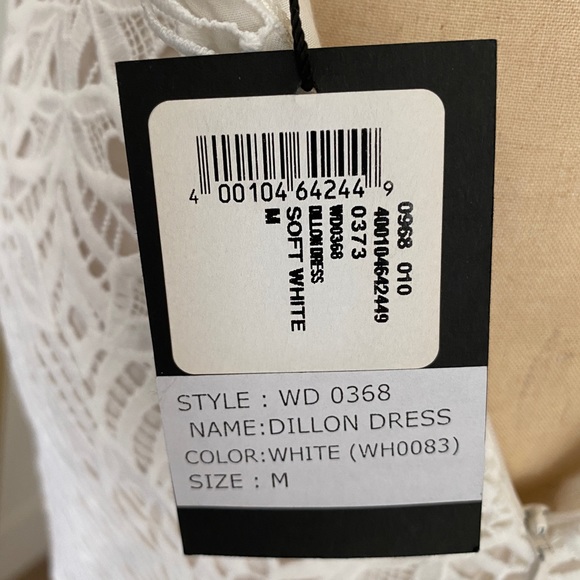 4 00104 64244 9
0968 010
400104642449
0373
WD0368
DILLON DRESS
SOFT WHITE
M
STYLE : WD 0368
NAME:DILLON DRESS
COLOR:WHITE (WH0083)
SIZE : M